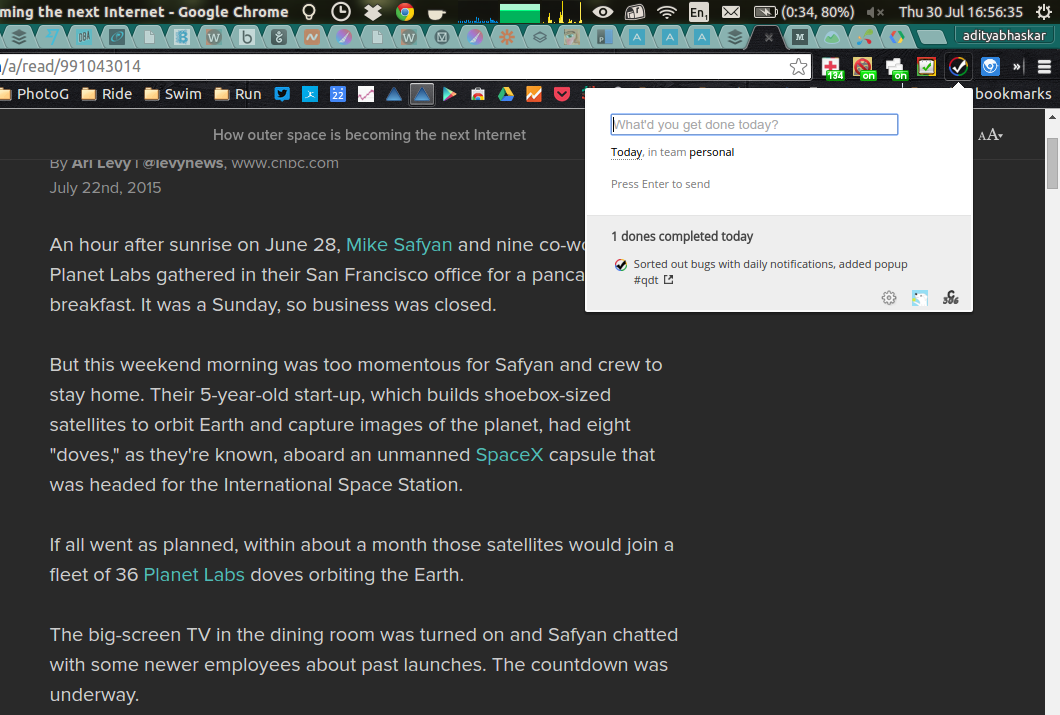 ming the next Internet - Google Chrome En1 (0:34, 80%) Thu 30 Jul 16:56:35
DBA B W b W M adityabhaskar
/a/read/991043014 134 on on »
PhotoG Ride Swim Run 22 bookmarks
How outer space is becoming the next Internet AA
By Ari Levy | @levynews, www.cnbc.com
July 22nd, 2015
An hour after sunrise on June 28, Mike Safyan and nine co-wo
Planet Labs gathered in their San Francisco office for a panca
breakfast. It was a Sunday, so business was closed.
But this weekend morning was too momentous for Safyan and crew to
stay home. Their 5-year-old start-up, which builds shoebox-sized
satellites to orbit Earth and capture images of the planet, had eight
"doves," as they're known, aboard an unmanned SpaceX capsule that
was headed for the International Space Station.
If all went as planned, within about a month those satellites would join a
fleet of 36 Planet Labs doves orbiting the Earth.
The big-screen TV in the dining room was turned on and Safyan chatted
with some newer employees about past launches. The countdown was
underway.
What'd you get done today?
Today, in team personal
Press Enter to send
1 dones completed today
Sorted out bugs with daily notifications, added popup
#qdt